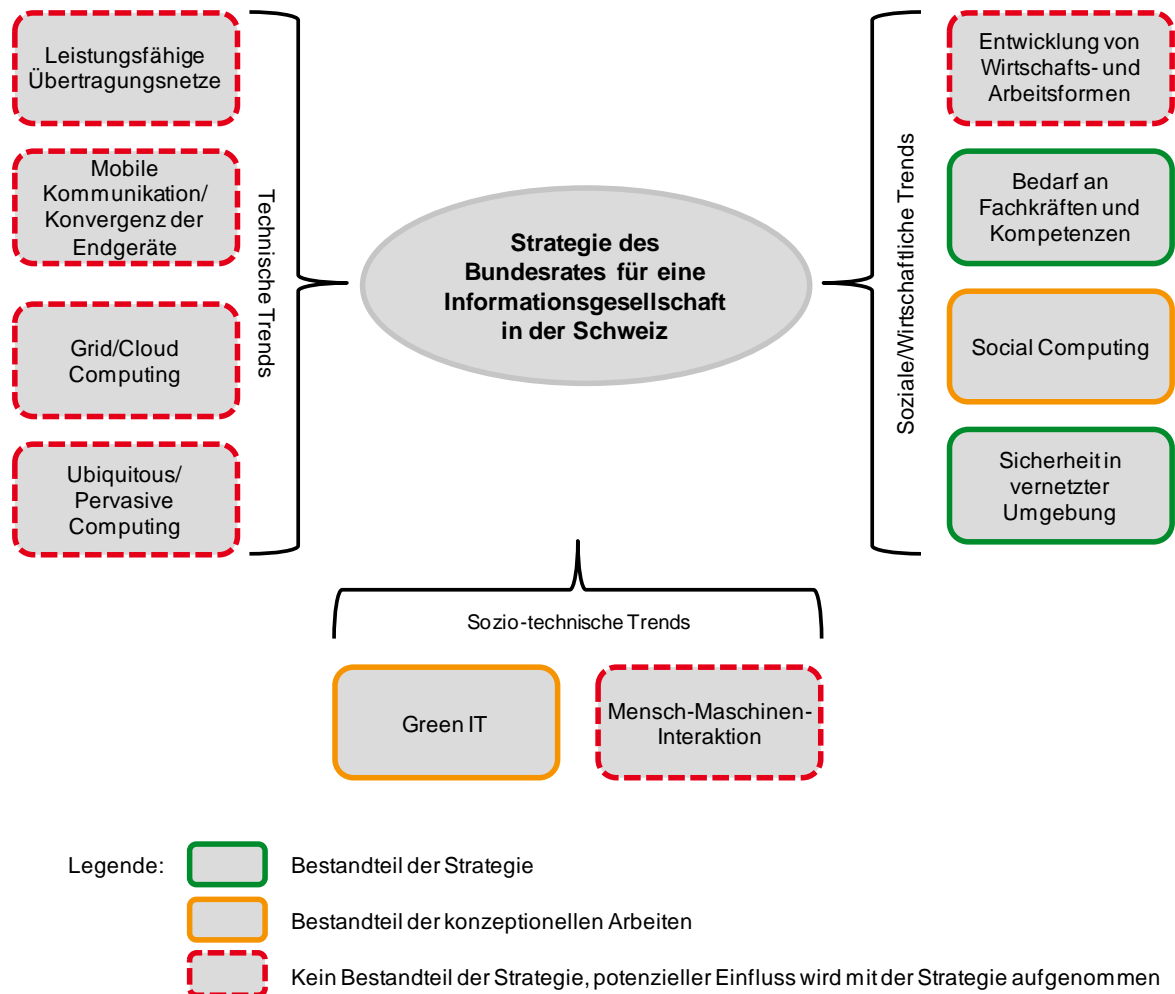 Leistungsfähige
Übertragungsnetze
Mobile
Kommunikation/
Konvergenz der
Endgeräte
Grid/Cloud
Computing
Ubiquitous/
Pervasive
Computing
Technische Trends
Strategie des
Bundesrates für eine
Informationsgesellschaft
in der Schweiz
Soziale/Wirtschaftliche Trends
Entwicklung von
Wirtschafts- und
Arbeitsformen
Bedarf an
Fachkräften und
Kompetenzen
Social Computing
Sicherheit in
vernetzter
Umgebung
Sozio-technische Trends
Green IT
Mensch-Maschinen-
Interaktion
Legende:
Bestandteil der Strategie
Bestandteil der konzeptionellen Arbeiten
Kein Bestandteil der Strategie, potenzieller Einfluss wird mit der Strategie aufgenommen